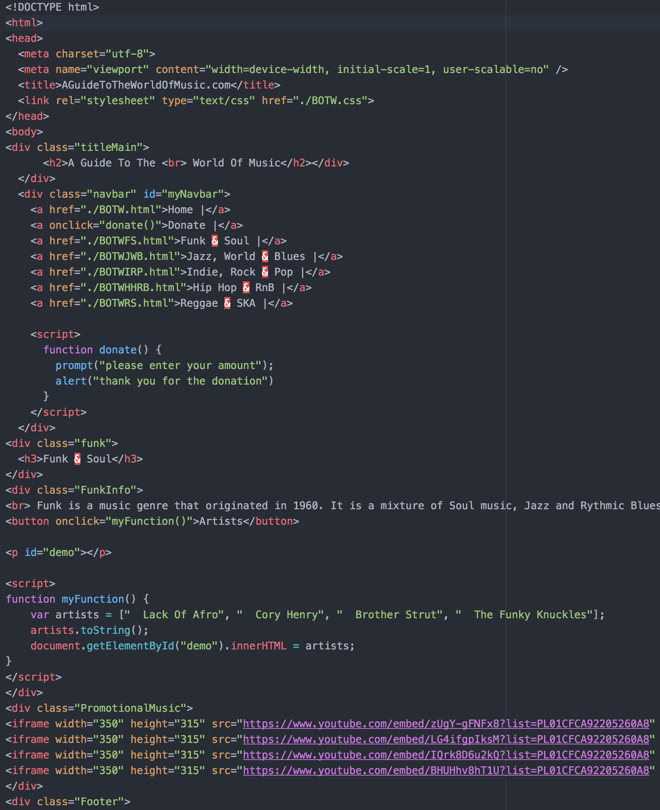 <!DOCTYPE html>
<html>
<head>
<meta charset="utf-8">
<meta name="viewport" content="width=device-width, initial-scale=1, user-scalable=no" />
<title>AGuideToTheWorldOfMusic.com</title>
<link rel="stylesheet" type="text/css" href="./BOTW.css">
</head>
<body>
<div class="titleMain">
<h2>A Guide To The <br> World Of Music</h2></div>
</div>
<div class="navbar" id="myNavbar">
<a href="./BOTW.html">Home |</a>
<a onclick="donate()">Donate |</a>
<a href="./BOTWFS.html">Funk & Soul |</a>
<a href="./BOTWJWB.html">Jazz, World & Blues |</a>
<a href="./BOTWIRP.html">Indie, Rock & Pop |</a>
<a href="./BOTWHHRB.html">Hip Hop & RnB |</a>
<a href="./BOTWRS.html">Reggae & SKA |</a>
<script>
function donate() {
prompt("please enter your amount");
alert("thank you for the donation")
}
</script>
</div>
<div class="funk">
<h3>Funk & Soul</h3>
</div>
<div class="FunkInfo">
<br> Funk is a music genre that originated in 1960. It is a mixture of Soul music, Jazz and Rythmic Blues
<button onclick="myFunction()">Artists</button>
<p id="demo"></p>
<script>
function myFunction() {
var artists = ["  Lack Of Afro", "  Cory Henry", "  Brother Strut", "  The Funky Knuckles"];
artists.toString();
document.getElementById("demo").innerHTML = artists;
}
</script>
</div>
<div class="PromotionalMusic">
<iframe width="350" height="315" src="https://www.youtube.com/embed/zUgY-gFNFx8?list=PL01CFCA92205260A8"
<iframe width="350" height="315" src="https://www.youtube.com/embed/LG4ifgpIksM?list=PL01CFCA92205260A8"
<iframe width="350" height="315" src="https://www.youtube.com/embed/IQrk8D6u2kQ?list=PL01CFCA92205260A8"
<iframe width="350" height="315" src="https://www.youtube.com/embed/BHUHhv8hT1U?list=PL01CFCA92205260A8"
</div>
<div class="Footer">